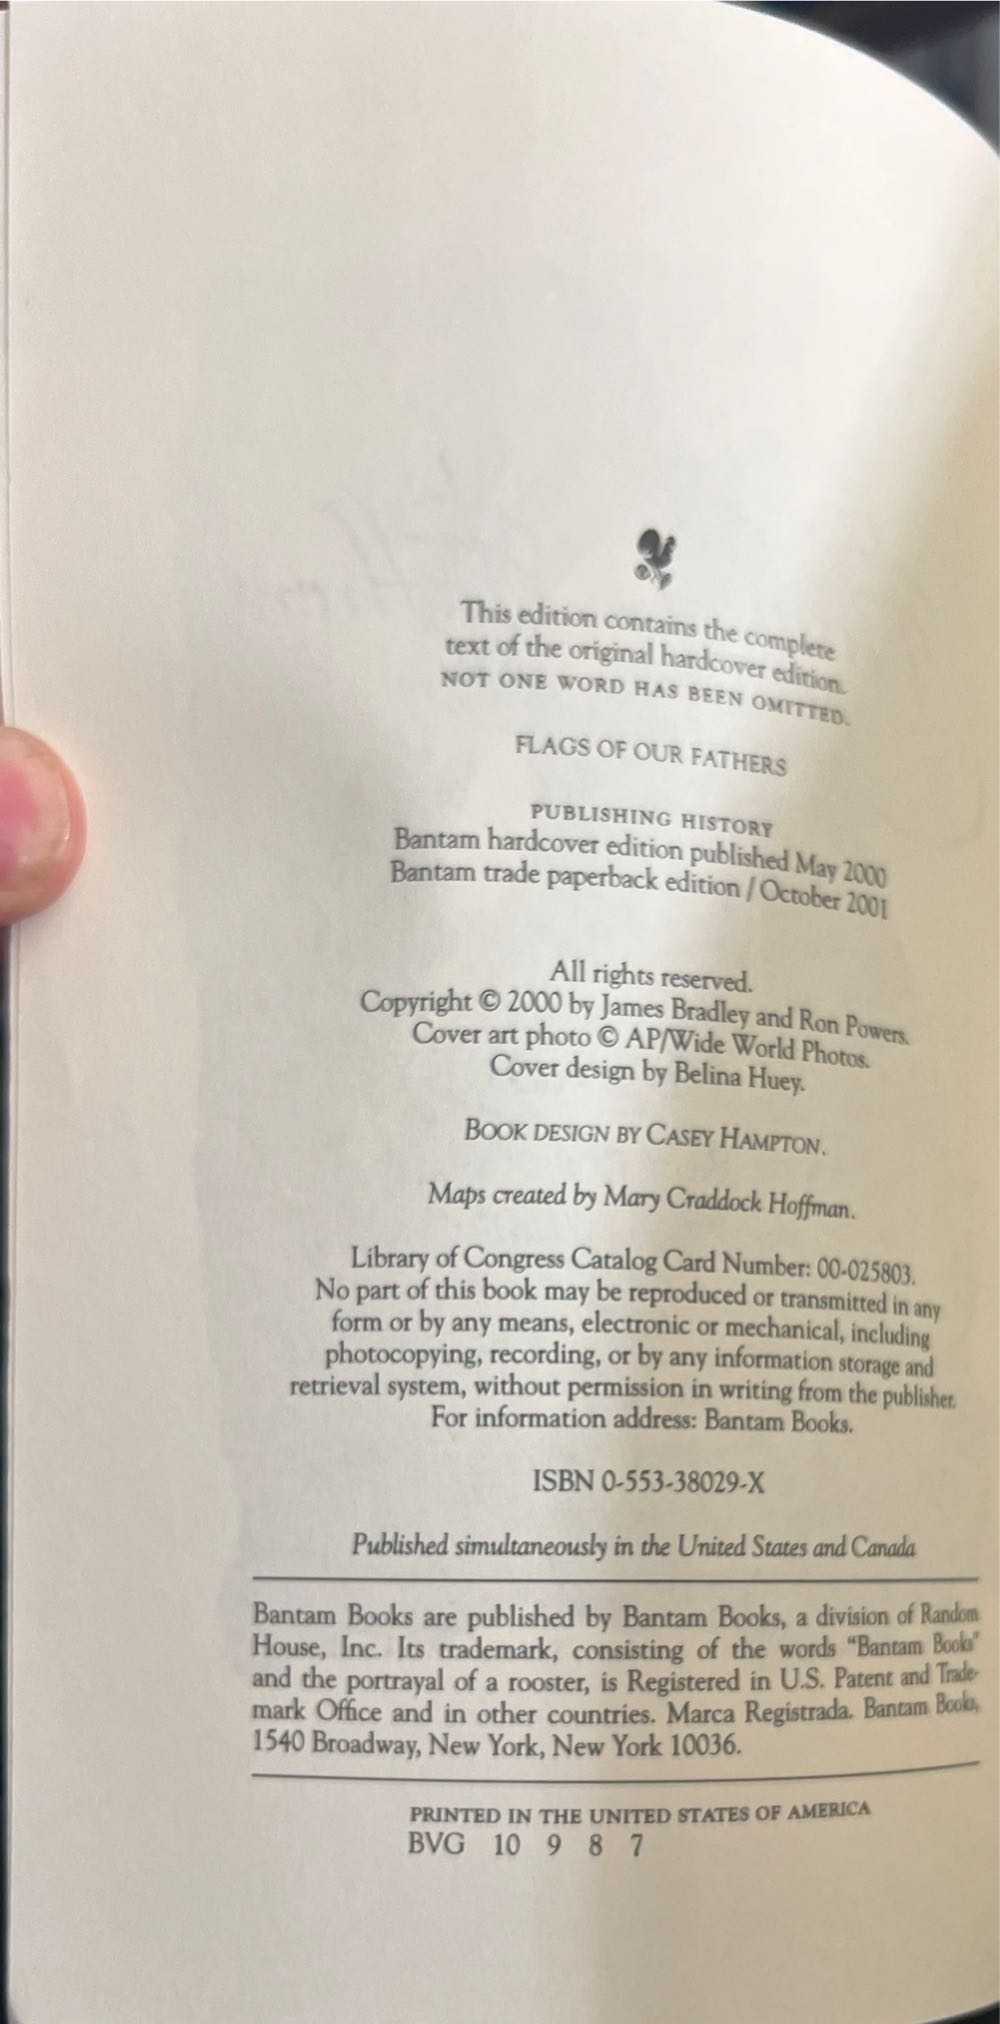 This edition contains the complete
text of the original hardcover edition.
NOT ONE WORD HAS BEEN OMITTED.
FLAGS OF OUR FATHERS
PUBLISHING HISTORY
Bantam hardcover edition published May 2000
Bantam trade paperback edition / October 2001
All rights reserved.
Copyright © 2000 by James Bradley and Ron Powers.
Cover art photo © AP/Wide World Photos.
Cover design by Belina Huey.
BOOK DESIGN BY CASEY HAMPTON.
Maps created by Mary Craddock Hoffman.
Library of Congress Catalog Card Number: 00-025803.
No part of this book may be reproduced or transmitted in any
form or by any means, electronic or mechanical, including
photocopying, recording, or by any information storage and
retrieval system, without permission in writing from the publisher.
For information address: Bantam Books.
ISBN 0-553-38029-X
Published simultaneously in the United States and Canada
Bantam Books are published by Bantam Books, a division of Random
House, Inc. Its trademark, consisting of the words "Bantam Books"
and the portrayal of a rooster, is Registered in U.S. Patent and Trade-
mark Office and in other countries. Marca Registrada. Bantam Books,
1540 Broadway, New York, New York 10036.
PRINTED IN THE UNITED STATES OF AMERICA
BVG 10 9 8 7